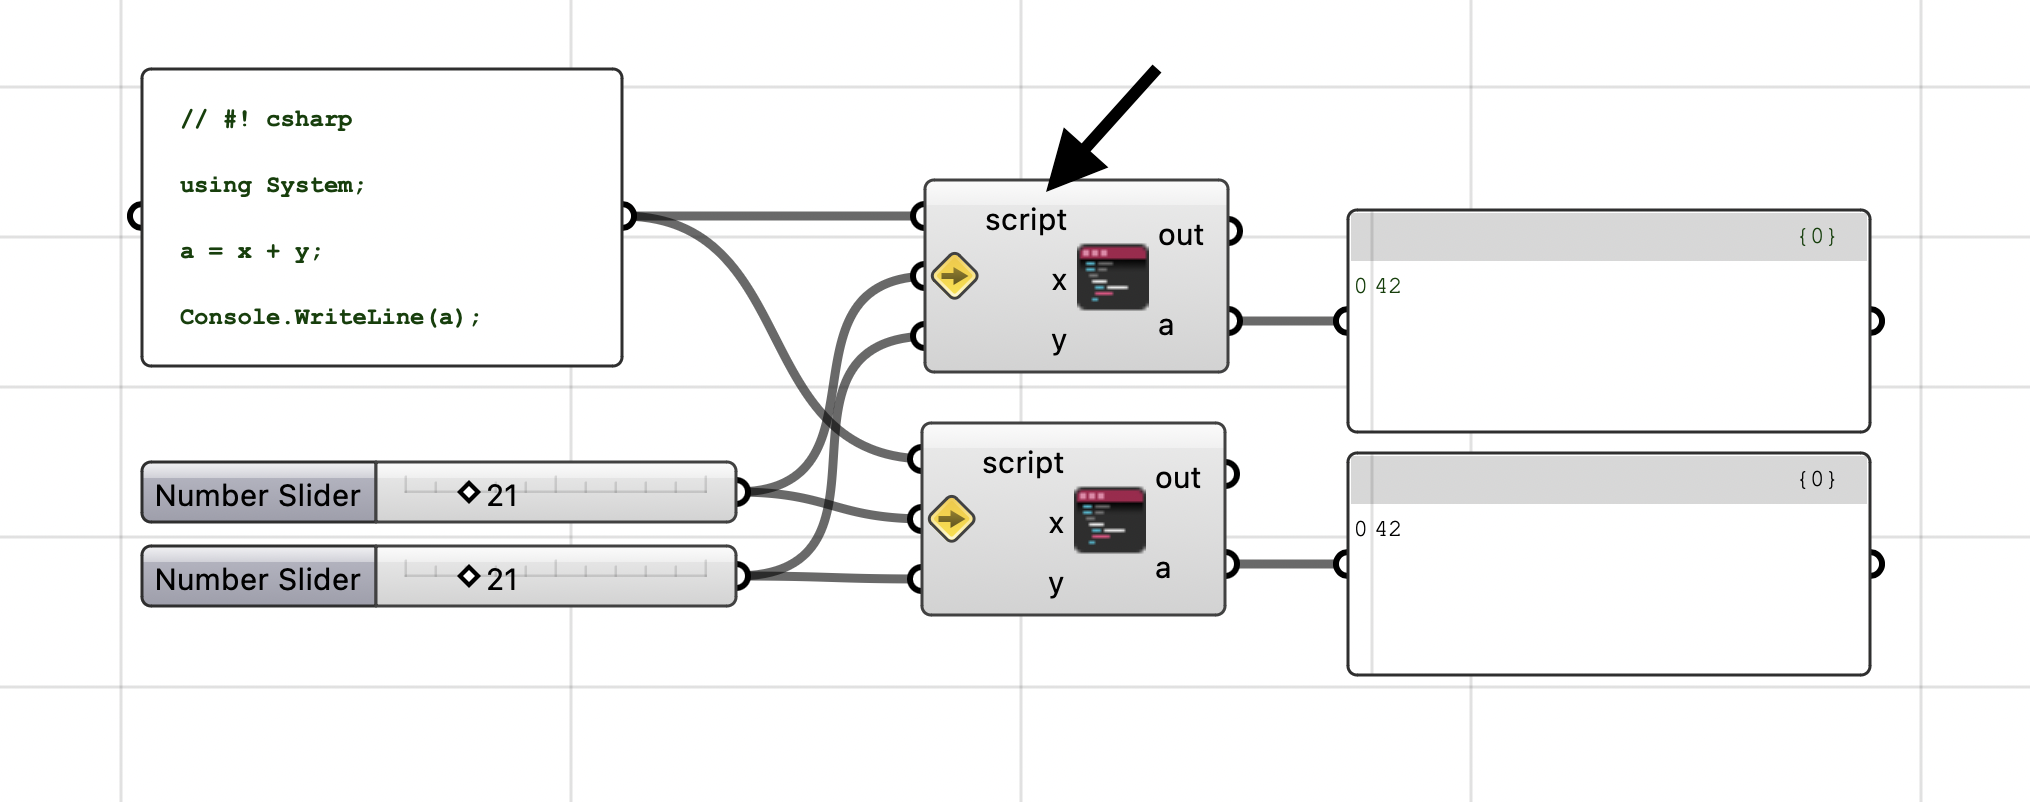 // #! csharp
using System;
a = x + y;
Console.WriteLine(a);
Number Slider 21
Number Slider 21
script
x
y
out
a
script
x
y
out
a
{0}
0 42
{0}
0 42